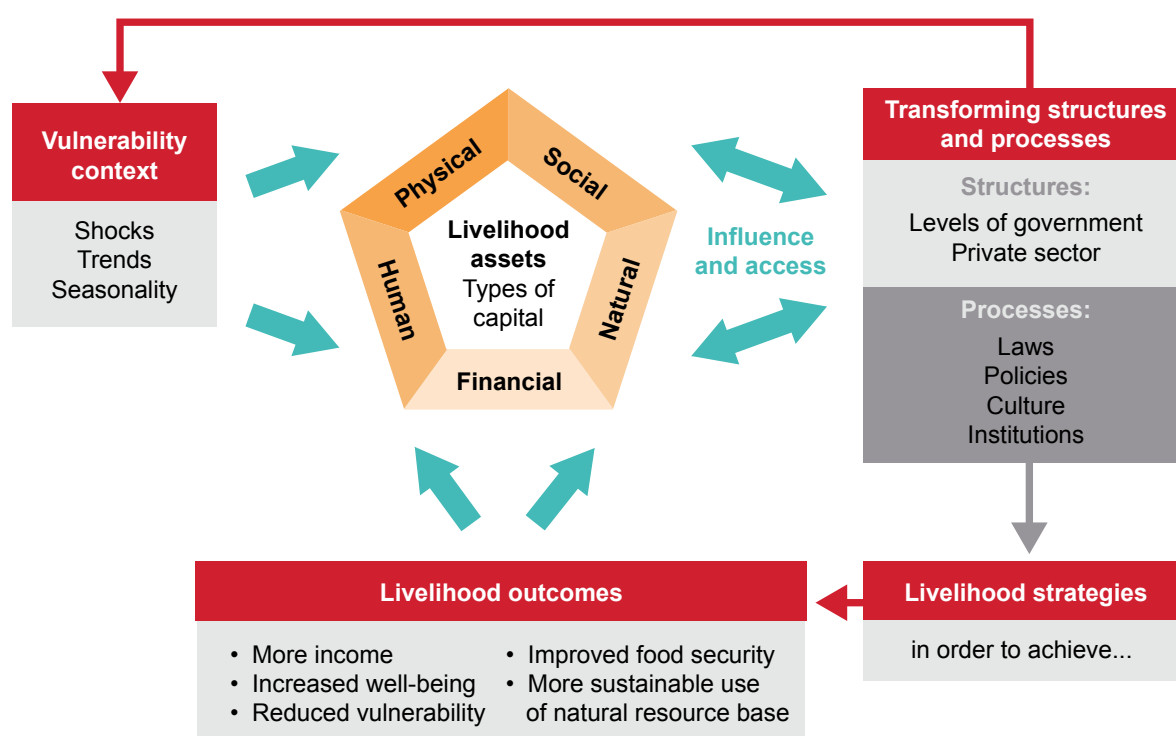 Vulnerability
context
Shocks
Trends
Seasonality
Physical
Social
Human
Natural
Financial
Livelihood
assets
Types of
capital
Influence
and access
Transforming structures
and processes
Structures:
Levels of government
Private sector
Processes:
Laws
Policies
Culture
Institutions
Livelihood strategies
in order to achieve...
Livelihood outcomes
• More income
• Increased well-being
• Reduced vulnerability
• Improved food security
• More sustainable use
of natural resource base